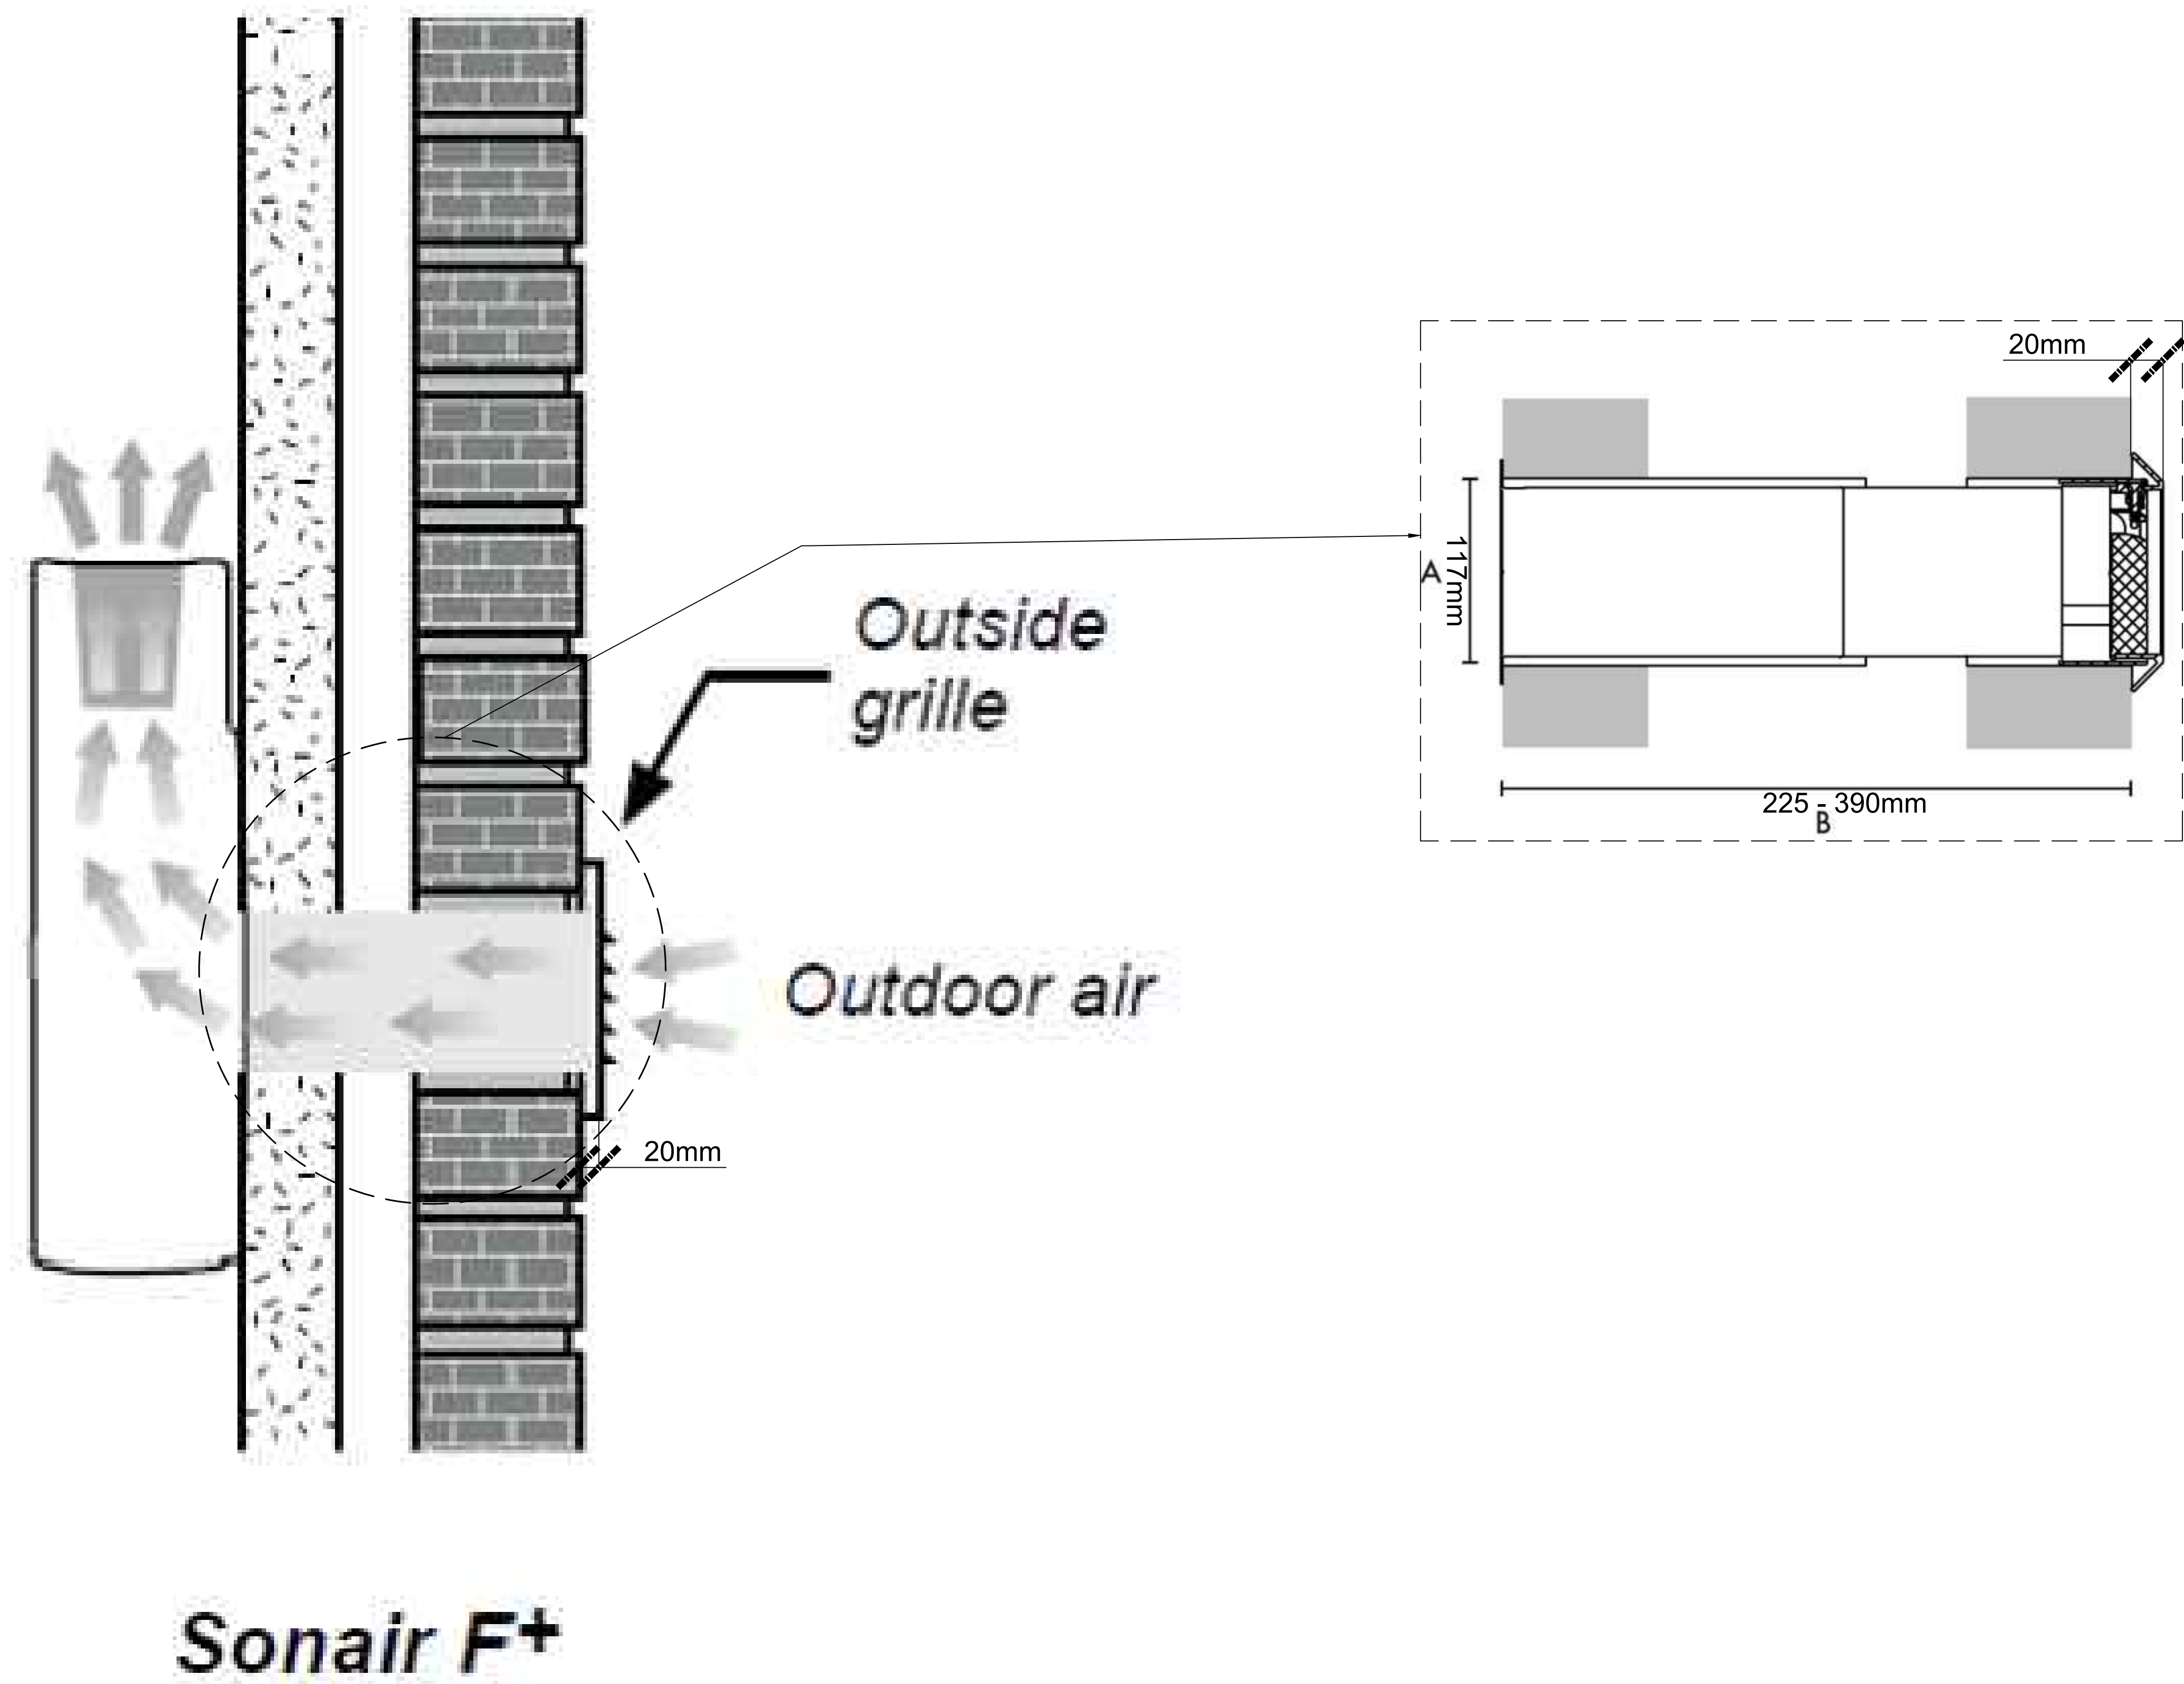 20mm
A
117mm
225 - 390mm
B
Outside
grille
Outdoor air
20mm
Sonair F+